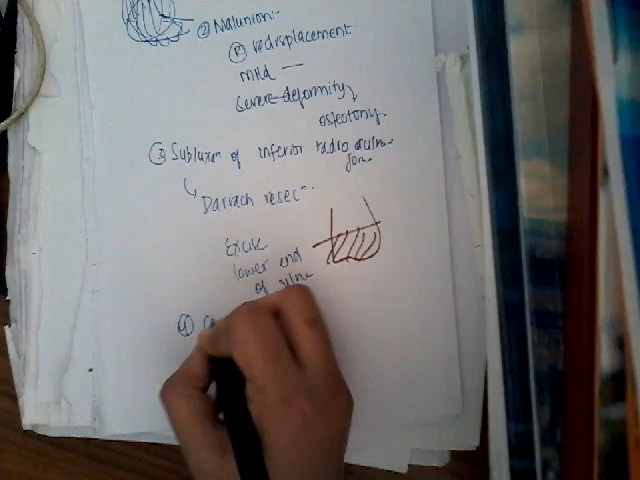 ② Malunion:-
Ⓡ redisplacement
mild —
severe deformity
osteotomy.
③ Subluxn of inferior radio ulnar
Join
↳ Darrach resecn.
Excise
lower end
of ulna
④